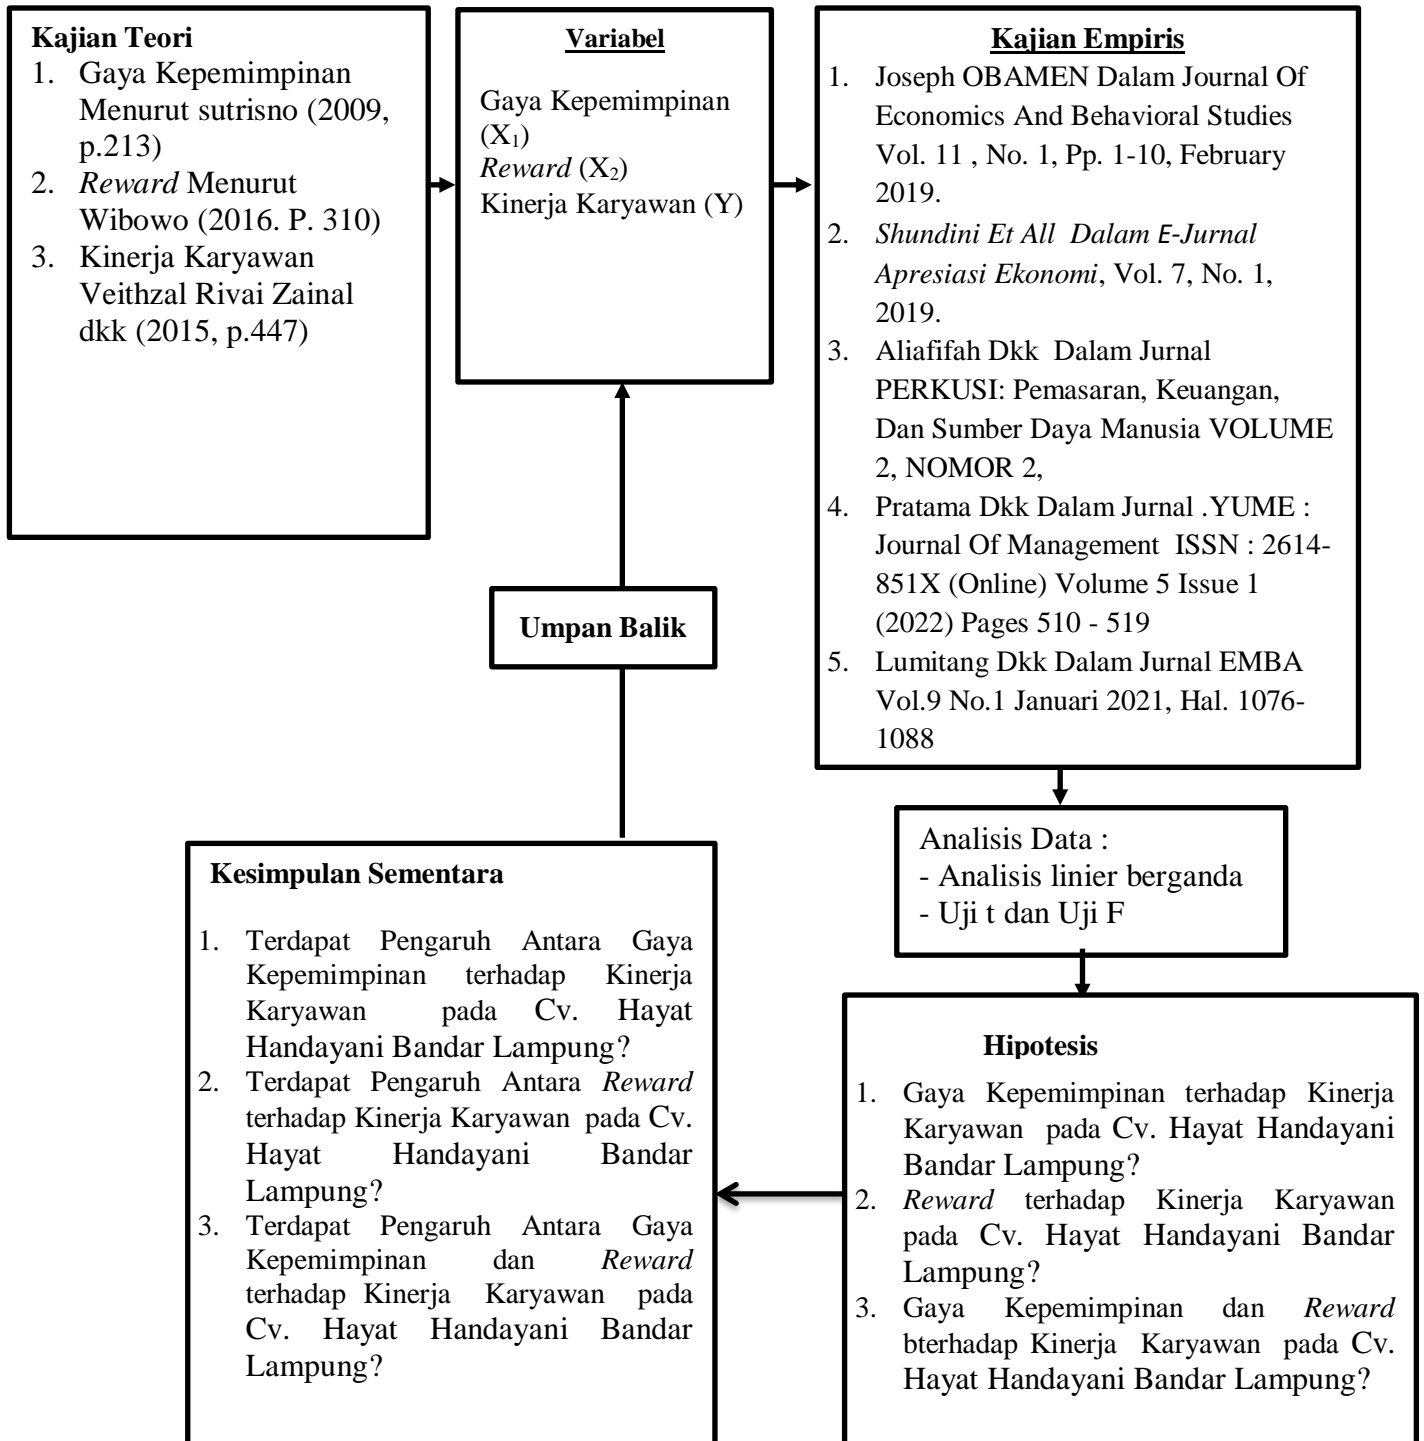 Kajian Teori
1. Gaya Kepemimpinan
Menurut sutrisno (2009,
p.213)
2. Reward Menurut
Wibowo (2016. P. 310)
3. Kinerja Karyawan
Veithzal Rivai Zainal
dkk (2015, p.447)
Variabel
Gaya Kepemimpinan
(X₁)
Reward (X₂)
Kinerja Karyawan (Y)
Kajian Empiris
1. Joseph OBAMEN Dalam Journal Of
Economics And Behavioral Studies
Vol. 11 , No. 1, Pp. 1-10, February
2019.
2. Shundini Et All Dalam E-Jurnal
Apresiasi Ekonomi, Vol. 7, No. 1,
2019.
3. Aliafifah Dkk Dalam Jurnal
PERKUSI: Pemasaran, Keuangan,
Dan Sumber Daya Manusia VOLUME
2, NOMOR 2,
4. Pratama Dkk Dalam Jurnal .YUME :
Journal Of Management ISSN : 2614-
851X (Online) Volume 5 Issue 1
(2022) Pages 510 - 519
5. Lumitang Dkk Dalam Jurnal EMBA
Vol.9 No.1 Januari 2021, Hal. 1076-
1088
Umpan Balik
Analisis Data :
- Analisis linier berganda
- Uji t dan Uji F
Hipotesis
1. Gaya Kepemimpinan terhadap Kinerja
Karyawan pada Cv. Hayat Handayani
Bandar Lampung?
2. Reward terhadap Kinerja Karyawan
pada Cv. Hayat Handayani Bandar
Lampung?
3. Gaya Kepemimpinan dan Reward
bterhadap Kinerja Karyawan pada Cv.
Hayat Handayani Bandar Lampung?
Kesimpulan Sementara
1. Terdapat Pengaruh Antara Gaya
Kepemimpinan terhadap Kinerja
Karyawan pada Cv. Hayat
Handayani Bandar Lampung?
2. Terdapat Pengaruh Antara Reward
terhadap Kinerja Karyawan pada Cv.
Hayat Handayani Bandar
Lampung?
3. Terdapat Pengaruh Antara Gaya
Kepemimpinan dan Reward
terhadap Kinerja Karyawan pada
Cv. Hayat Handayani Bandar
Lampung?